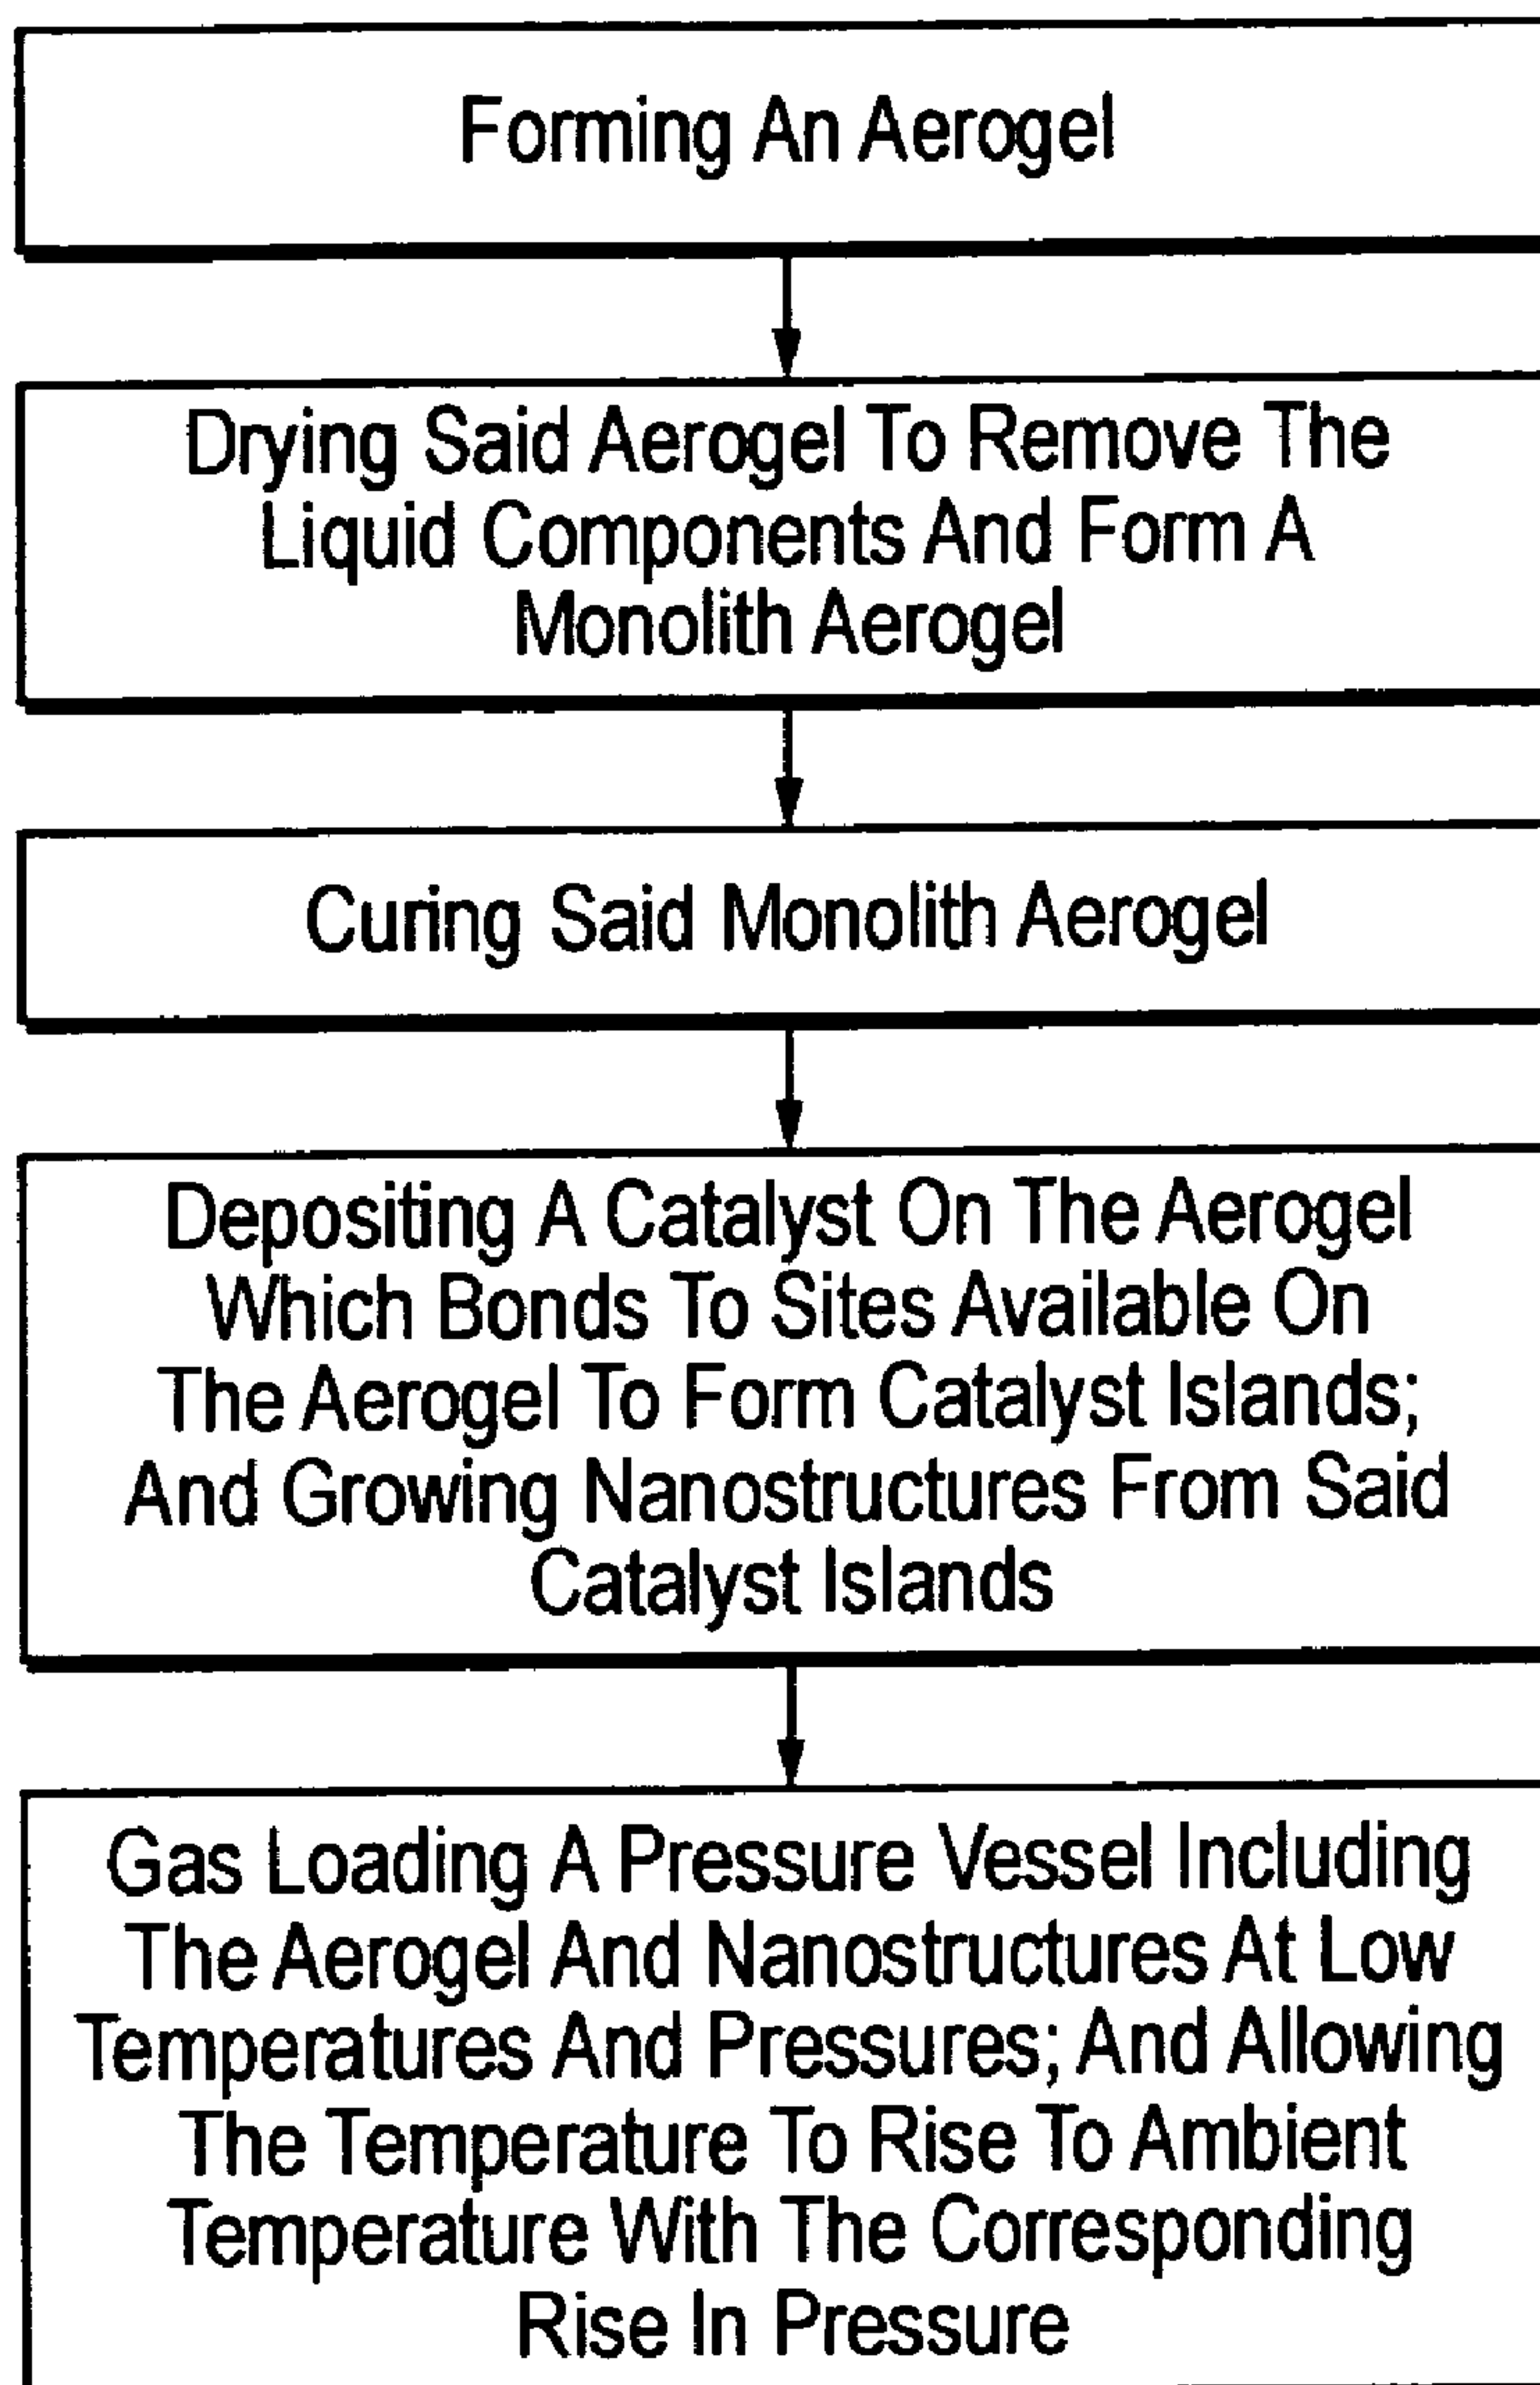 Forming An Aerogel
Drying Said Aerogel To Remove The
Liquid Components And Form A
Monolith Aerogel
Curing Said Monolith Aerogel
Depositing A Catalyst On The Aerogel
Which Bonds To Sites Available On
The Aerogel To Form Catalyst Islands;
And Growing Nanostructures From Said
Catalyst Islands
Gas Loading A Pressure Vessel Including
The Aerogel And Nanostructures At Low
Temperatures And Pressures; And Allowing
The Temperature To Rise To Ambient
Temperature With The Corresponding
Rise In Pressure